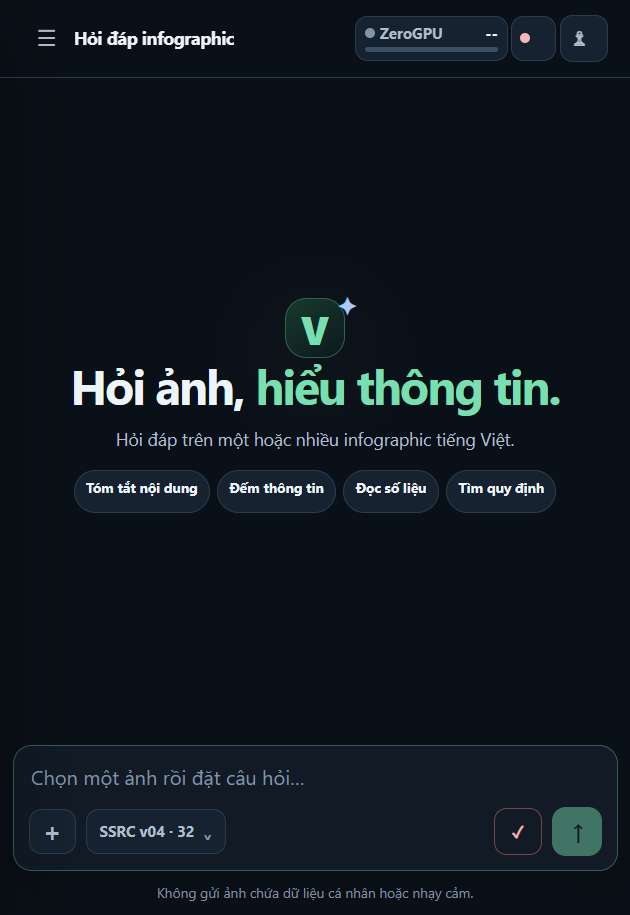 Hỏi đáp infographic
ZeroGPU --
V
Hỏi ảnh, hiểu thông tin.
Hỏi đáp trên một hoặc nhiều infographic tiếng Việt.
Tóm tắt nội dung
Đếm thông tin
Đọc số liệu
Tìm quy định
Chọn một ảnh rồi đặt câu hỏi...
+ SSRC v04 · 32
Không gửi ảnh chứa dữ liệu cá nhân hoặc nhạy cảm.